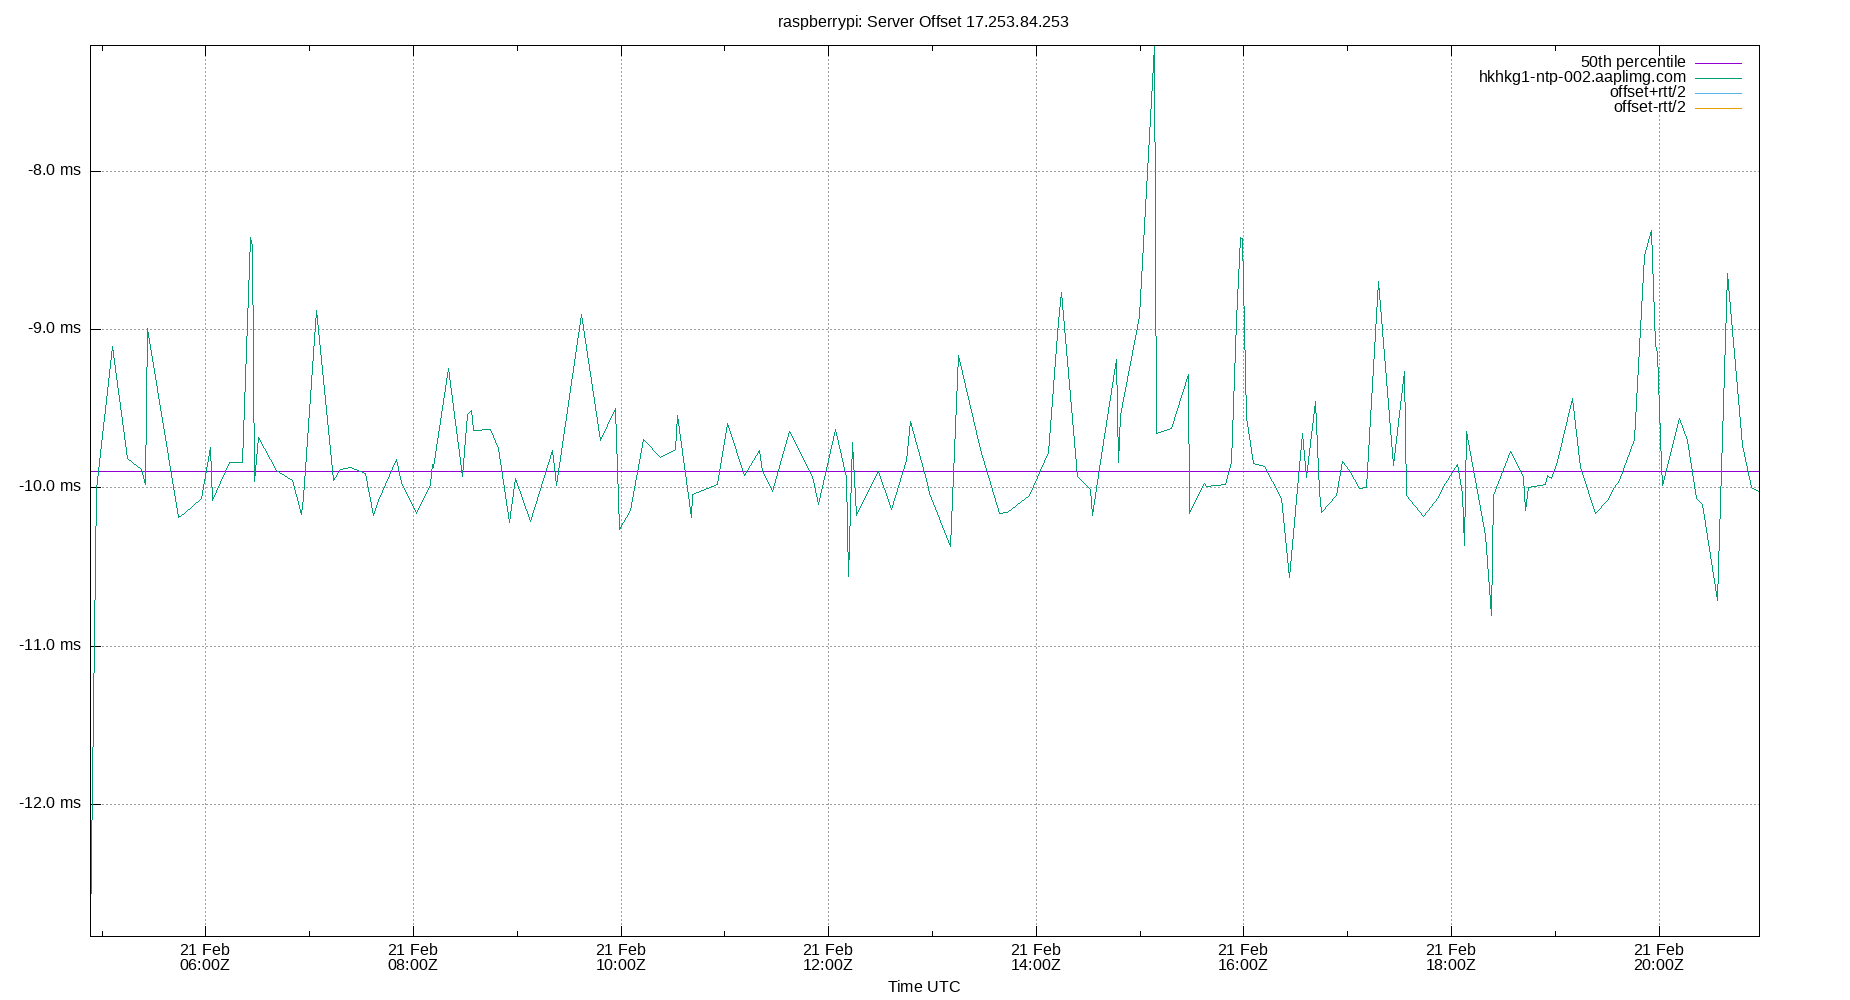 raspberrypi: Server Offset 17.253.84.253
50th percentile
hkhkg1-ntp-002.aaplimg.com
offset+rtt/2
offset-rtt/2
-8.0 ms
-9.0 ms
-10.0 ms
-11.0 ms
-12.0 ms
21 Feb 21 Feb 21 Feb 21 Feb 21 Feb 21 Feb 21 Feb 21 Feb
06:00Z 08:00Z 10:00Z 12:00Z 14:00Z 16:00Z 18:00Z 20:00Z
Time UTC